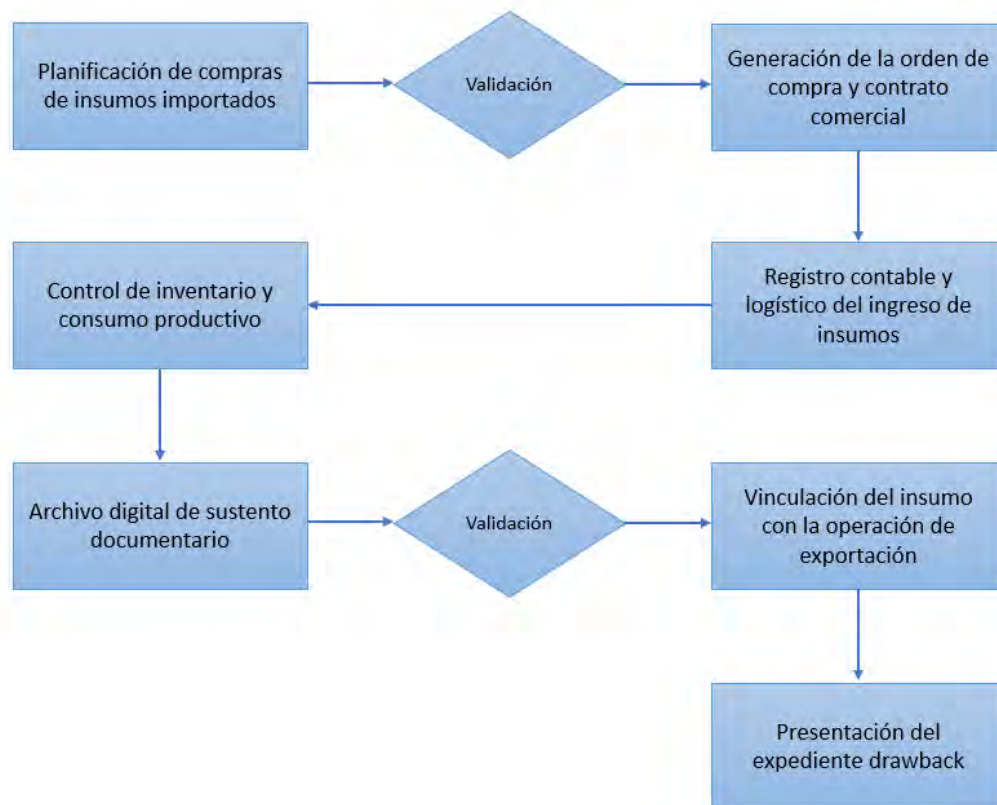 Planificación de compras
de insumos importados
Validación
Generación de la orden de
compra y contrato
comercial
Registro contable y
logístico del ingreso de
insumos
Control de inventario y
consumo productivo
Archivo digital de sustento
documentario
Validación
Vinculación del insumo
con la operación de
exportación
Presentación del
expediente drawback